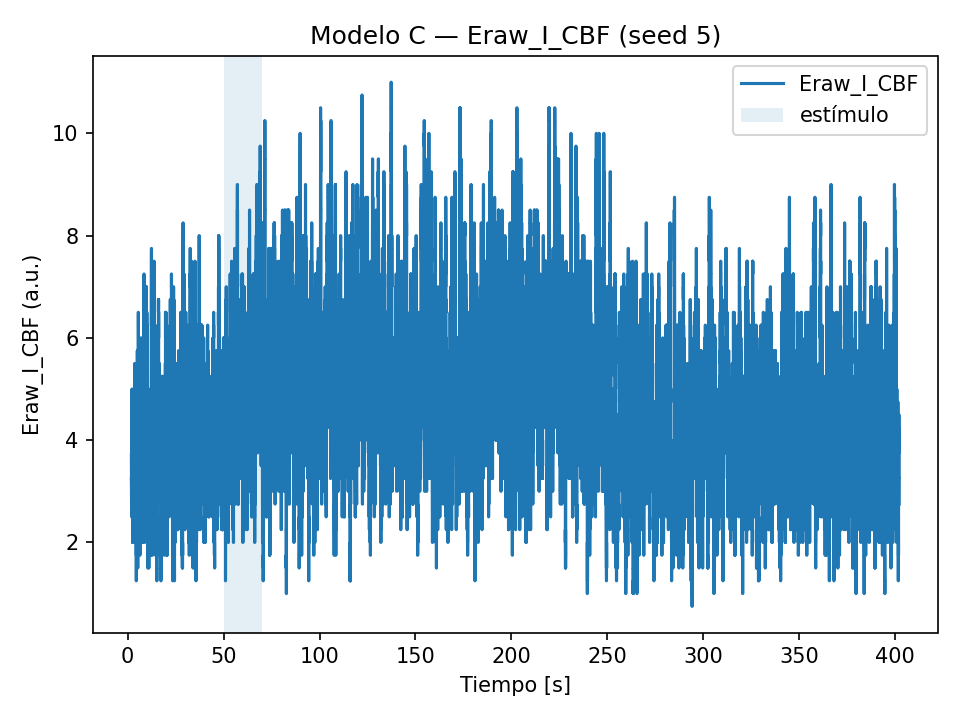 Modelo C — Eraw_I_CBF (seed 5)
Eraw_I_CBF
estímulo
Eraw_I_CBF (a.u.)
10
8
6
4
2
0 50 100 150 200 250 300 350 400
Tiempo [s]